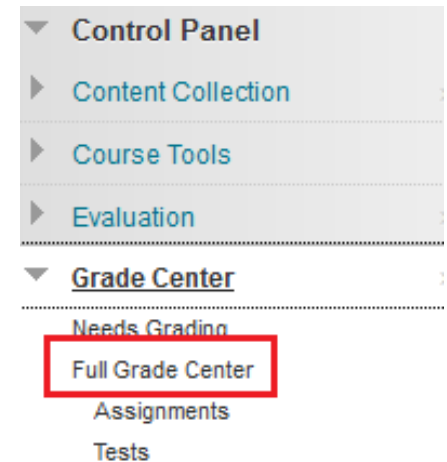 Control Panel
Content Collection
Course Tools
Evaluation
Grade Center
Needs Grading
Full Grade Center
Assignments
Tests